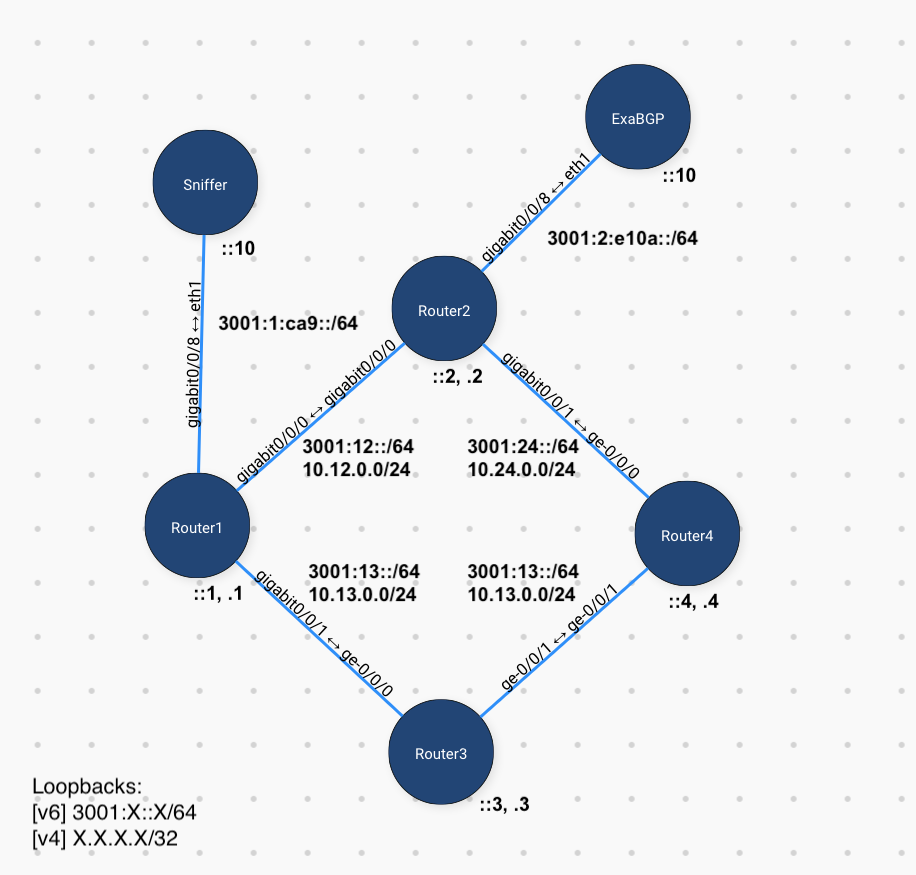 ExaBGP
::10
gigabit0/0/8 ↔ eth1
3001:2:e10a::/64
Sniffer
::10
gigabit0/0/8 ↔ eth1
3001:1:ca9::/64
Router2
::2, .2
gigabit0/0/0 ↔ gigabit0/0/0
3001:12::/64
10.12.0.0/24
gigabit0/0/1 ↔ ge-0/0/0
3001:24::/64
10.24.0.0/24
Router1
::1, .1
Router4
::4, .4
gigabit0/0/1 ↔ ge-0/0/0
3001:13::/64
10.13.0.0/24
3001:13::/64
10.13.0.0/24
ge-0/0/1 ↔ ge-0/0/1
Router3
::3, .3
Loopbacks:
[v6] 3001:X::X/64
[v4] X.X.X.X/32